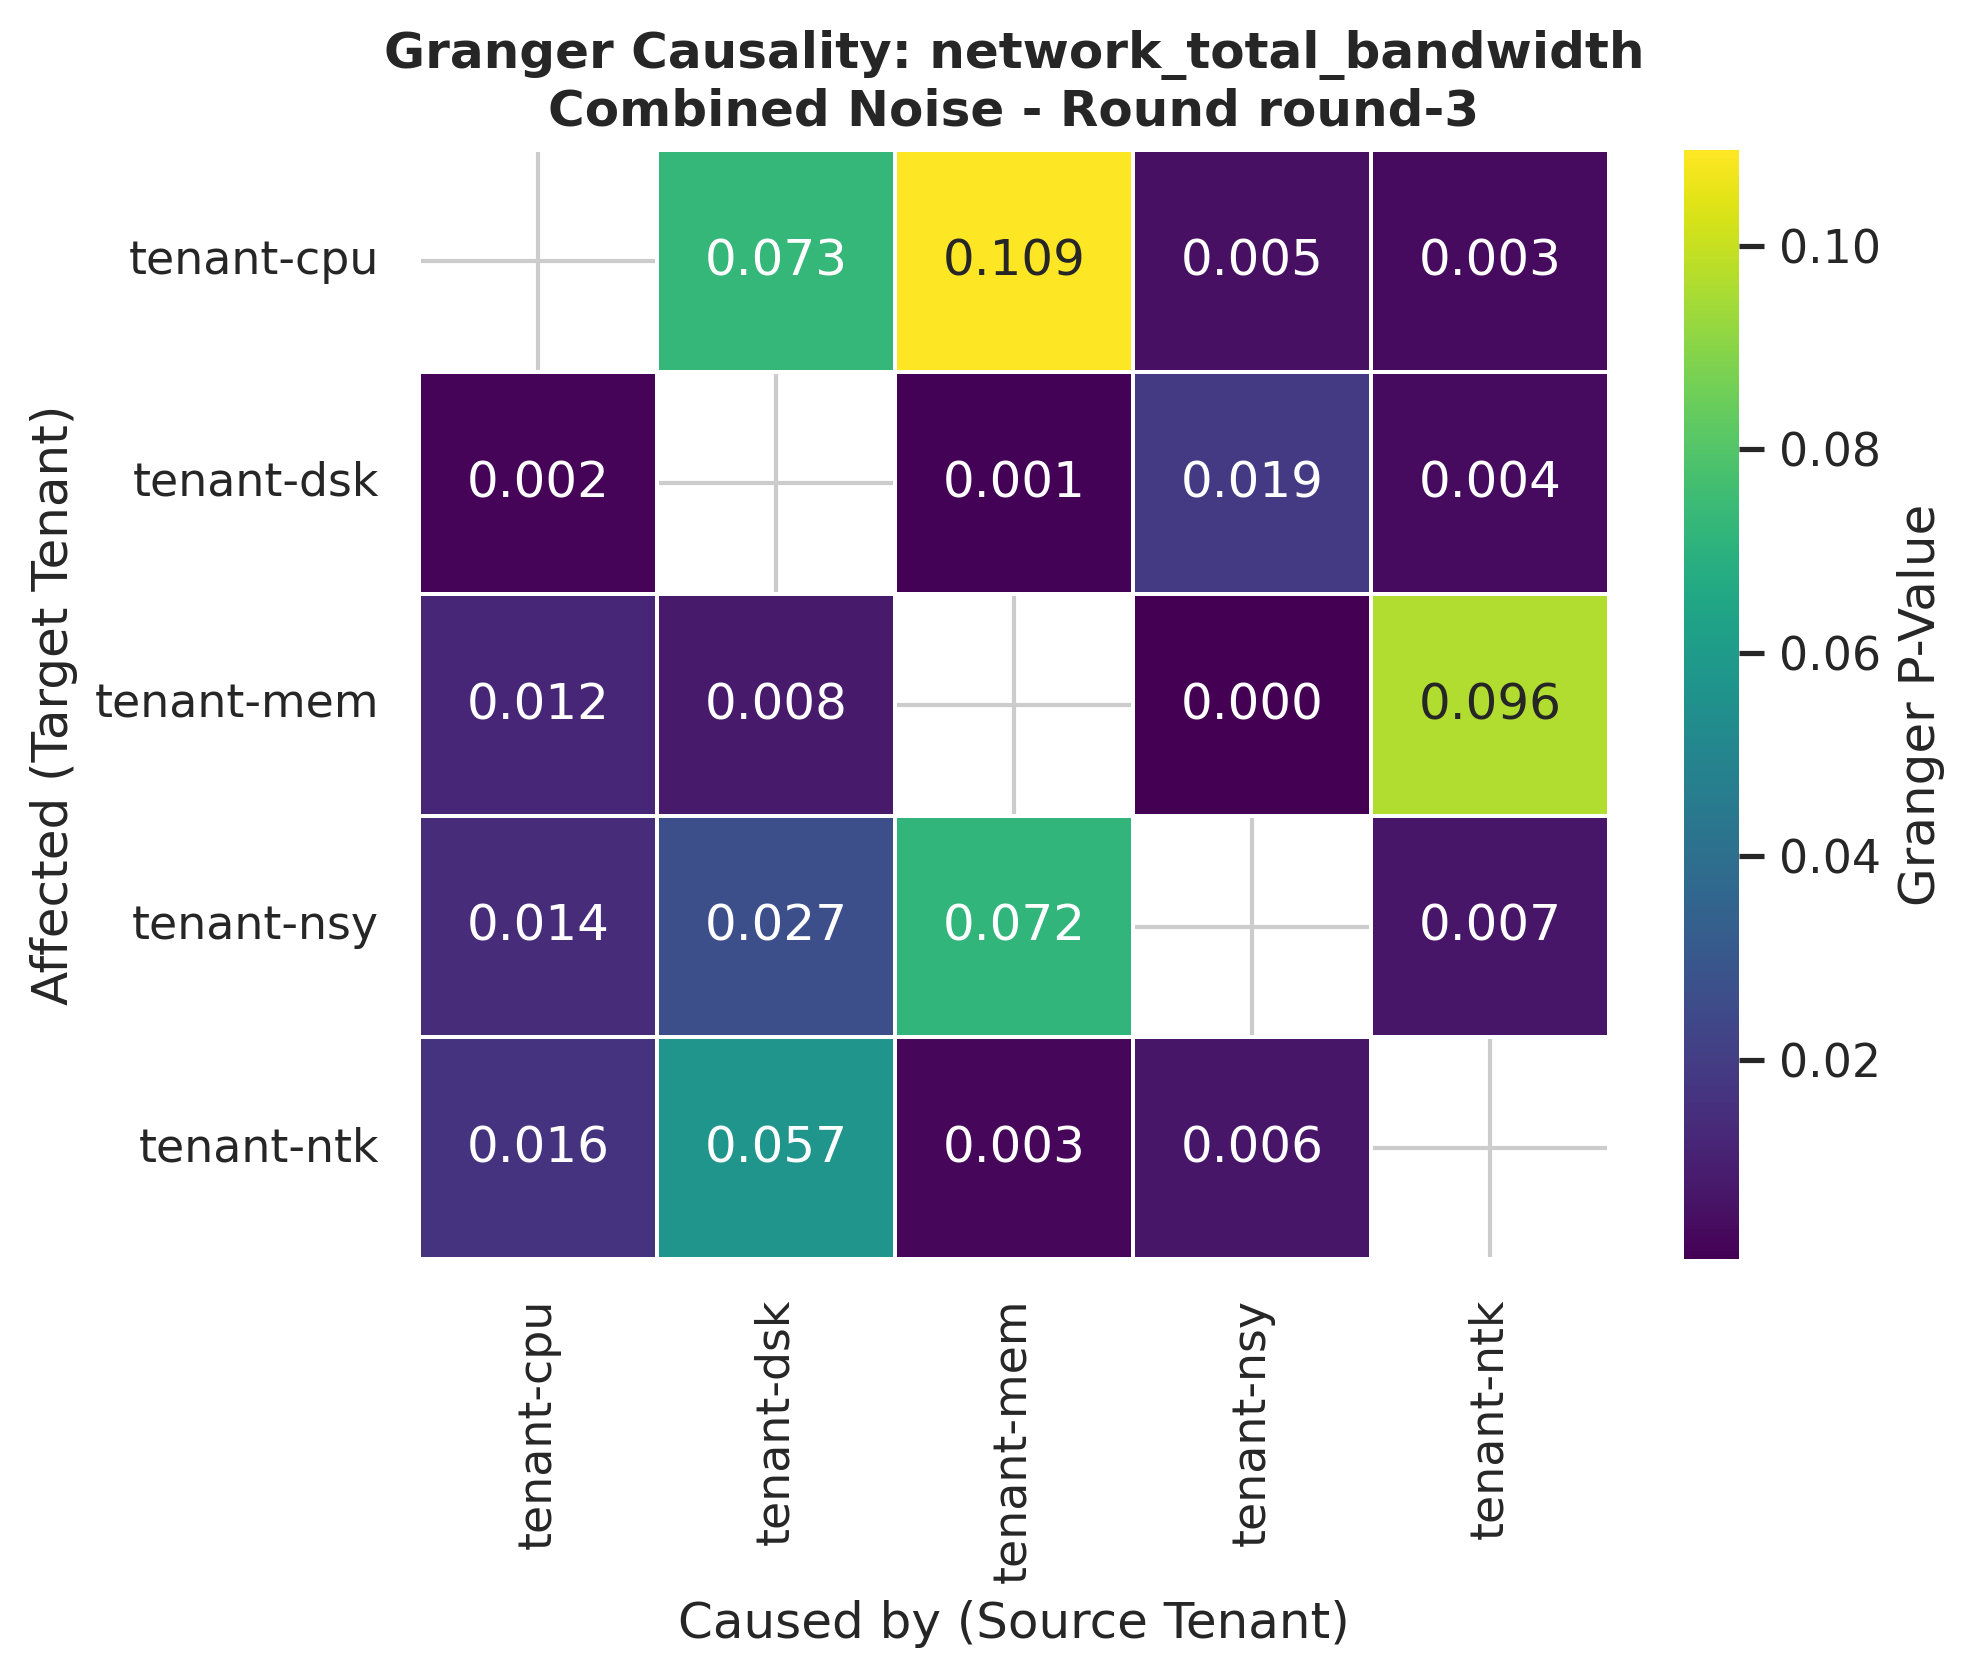 Granger Causality: network_total_bandwidth
Combined Noise - Round round-3
tenant-cpu 0.073 0.109 0.005 0.003
tenant-dsk 0.002 0.001 0.019 0.004
tenant-mem 0.012 0.008 0.000 0.096
tenant-nsy 0.014 0.027 0.072 0.007
tenant-ntk 0.016 0.057 0.003 0.006
Affected (Target Tenant)
tenant-cpu
tenant-dsk
tenant-mem
tenant-nsy
tenant-ntk
Caused by (Source Tenant)
0.10
0.08
0.06
0.04
0.02
Granger P-Value